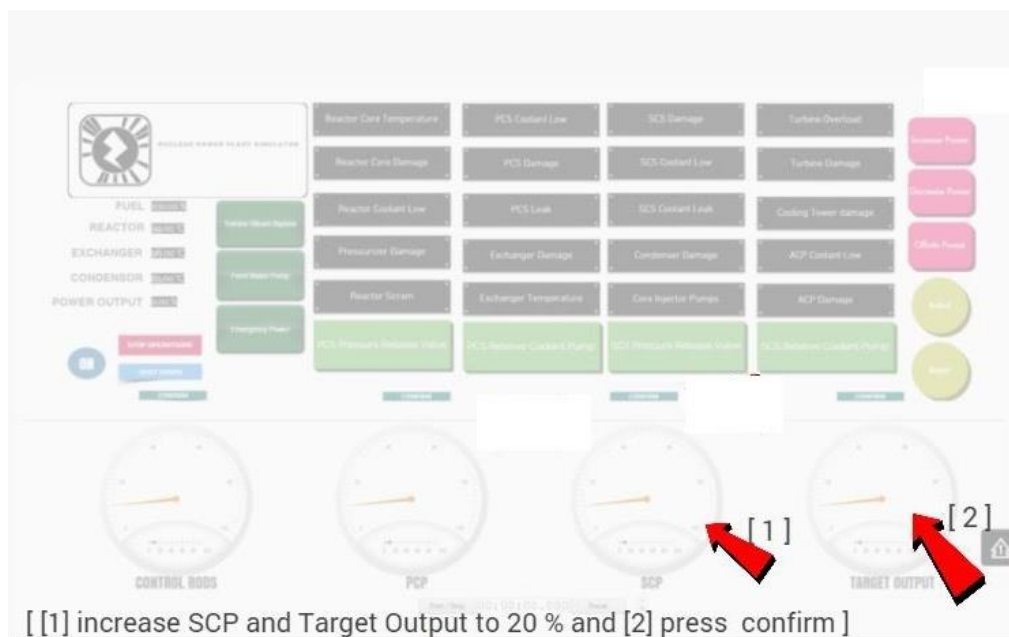 NUCLEAR POWER PLANT SIMULATOR
Reactor Core Temperature
PCS Coolant Low
SCS Damage
Turbine Overload
Increase Power
Reactor Core Damage
PCS Damage
SCS Coolant Low
Turbine Damage
Decrease Power
Reactor Coolant Low
PCS Leak
SCS Coolant Leak
Cooling Tower damage
Pressurizer Damage
Exchanger Damage
Condenser Damage
ACP Coolant Low
Offsite Power
Reactor Scram
Exchanger Temperature
Core Injector Pumps
ACP Damage
FUEL
REACTOR
EXCHANGER
CONDENSOR
POWER OUTPUT
Emergency Power
PCS Pressure Release Valve
PCS Retreive Coolant Pump
SCS Pressure Release Valve
SCS Retreive Coolant Pump
STOP OPERATIONS
CONFIRM
CONFIRM
CONFIRM
CONFIRM
[ 1 ]
[ 2 ]
CONTROL RODS
PCP
SCP
TARGET OUTPUT
[ [1] increase SCP and Target Output to 20 % and [2] press confirm ]